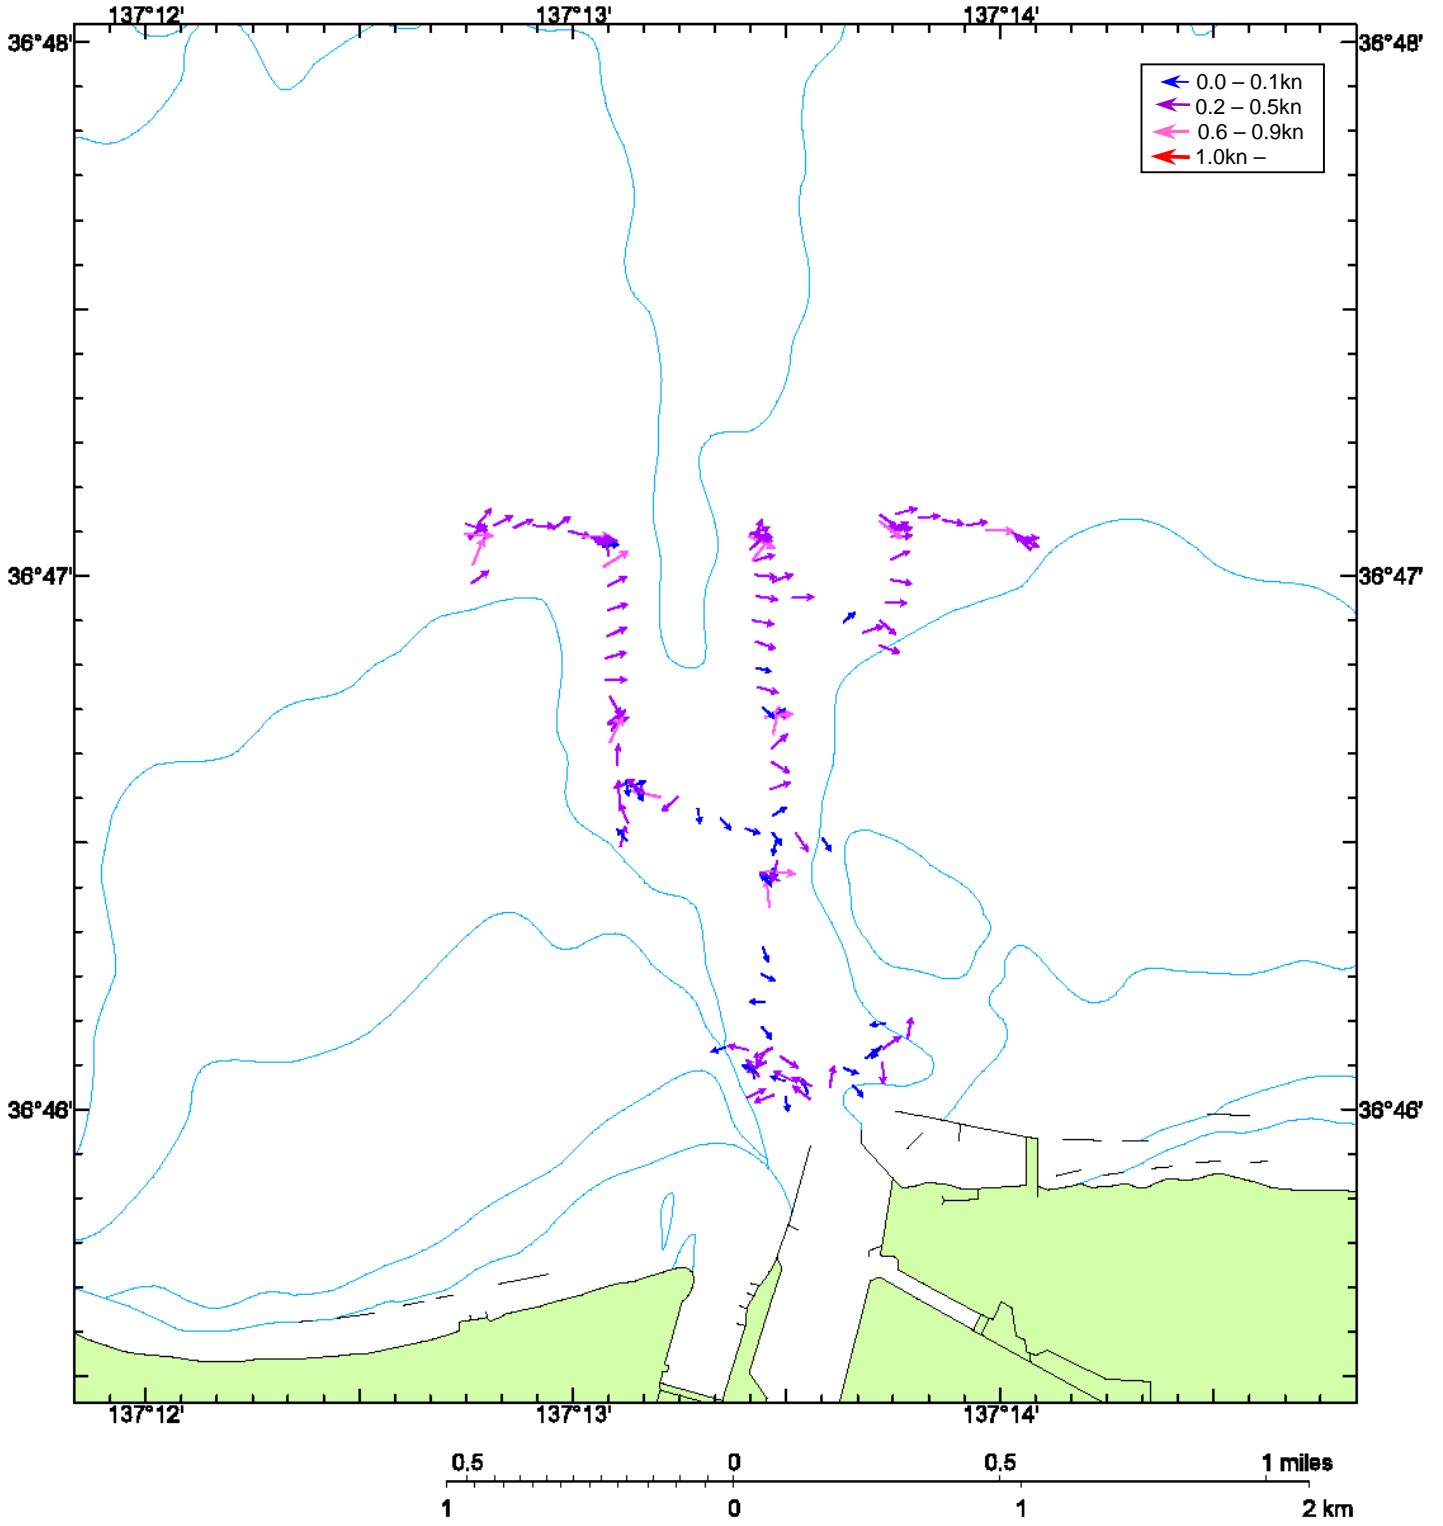 137°12' 137°13' 137°14'
36°48' 36°48'
0.0 – 0.1kn
0.2 – 0.5kn
0.6 – 0.9kn
1.0kn –
36°47' 36°47'
36°46' 36°46'
137°12' 137°13' 137°14'
0.5 0 0.5 1 miles
1 0 1 2 km